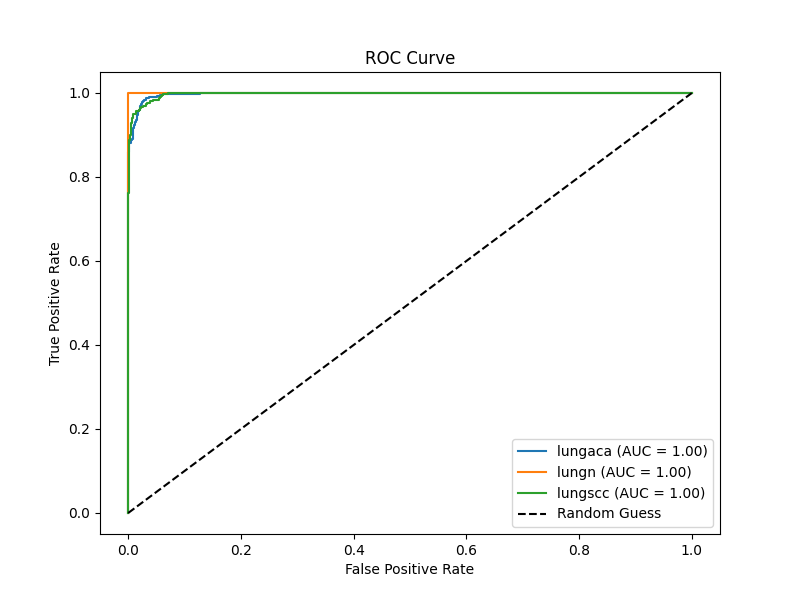 ROC Curve
True Positive Rate
1.0
0.8
0.6
0.4
0.2
0.0
lungaca (AUC = 1.00)
lungn (AUC = 1.00)
lungscc (AUC = 1.00)
Random Guess
0.0 0.2 0.4 0.6 0.8 1.0
False Positive Rate